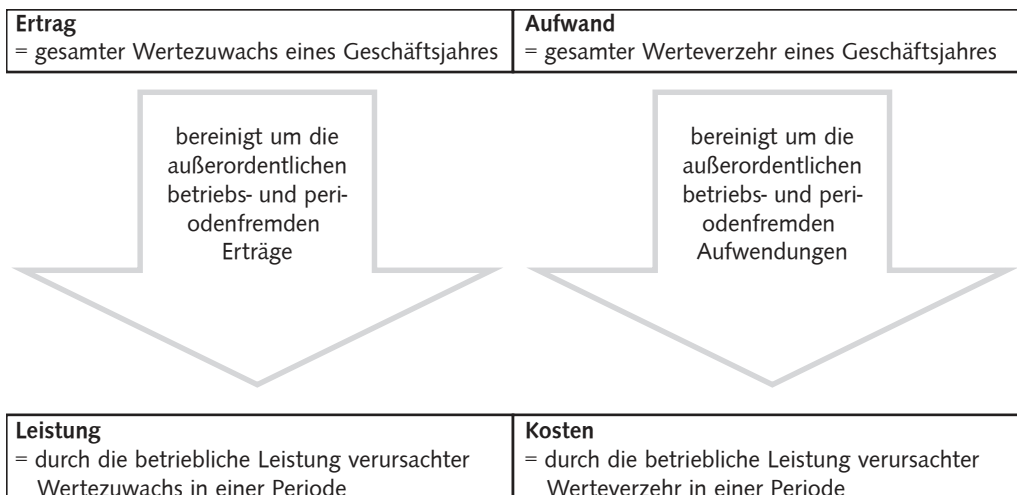 Ertrag
= gesamter Wertezuwachs eines Geschäftsjahres
Aufwand
= gesamter Werteverzehr eines Geschäftsjahres
bereinigt um die
außerordentlichen
betriebs- und peri-
odenfremden
Erträge
bereinigt um die
außerordentlichen
betriebs- und peri-
odenfremden
Aufwendungen
Leistung
= durch die betriebliche Leistung verursachter
Wertezuwachs in einer Periode
Kosten
= durch die betriebliche Leistung verursachter
Werteverzehr in einer Periode